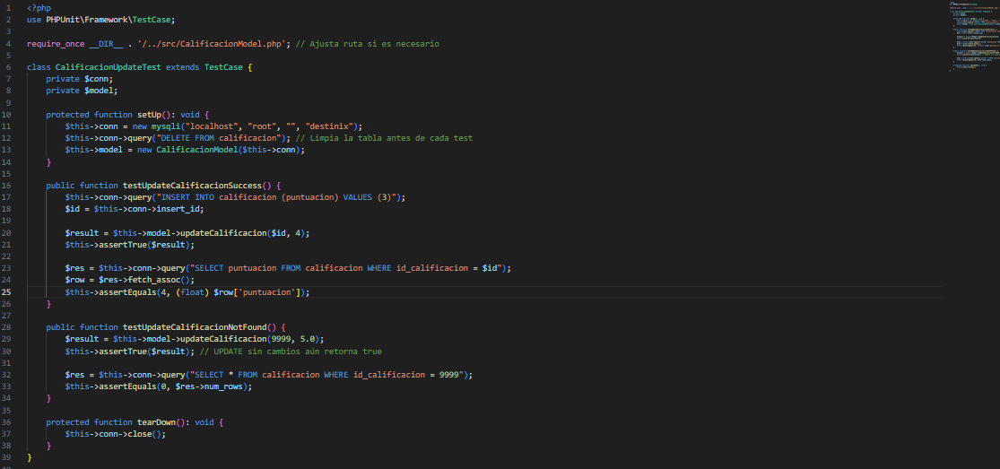 1 <?php
2 use PHPUnit\Framework\TestCase;
3
4 require_once __DIR__ . '/../src/CalificacionModel.php'; // Ajusta ruta si es necesario
5
6 class CalificacionUpdateTest extends TestCase {
7     private $conn;
8     private $model;
9
10     protected function setUp(): void {
11         $this->conn = new mysqli("localhost", "root", "", "destinix");
12         $this->conn->query("DELETE FROM calificacion"); // Limpia la tabla antes de cada test
13         $this->model = new CalificacionModel($this->conn);
14     }
15
16     public function testUpdateCalificacionSuccess() {
17         $this->conn->query("INSERT INTO calificacion (puntuacion) VALUES (3)");
18         $id = $this->conn->insert_id;
19
20         $result = $this->model->updateCalificacion($id, 4);
21         $this->assertTrue($result);
22
23         $res = $this->conn->query("SELECT puntuacion FROM calificacion WHERE id_calificacion = $id");
24         $row = $res->fetch_assoc();
25         $this->assertEquals(4, (float) $row['puntuacion']);
26     }
27
28     public function testUpdateCalificacionNotFound() {
29         $result = $this->model->updateCalificacion(9999, 5.0);
30         $this->assertTrue($result); // UPDATE sin cambios aún retorna true
31
32         $res = $this->conn->query("SELECT * FROM calificacion WHERE id_calificacion = 9999");
33         $this->assertEquals(0, $res->num_rows);
34     }
35
36     protected function tearDown(): void {
37         $this->conn->close();
38     }
39 }